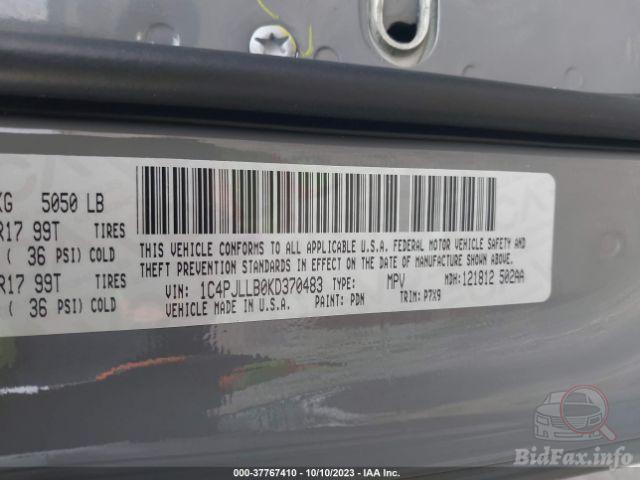 KG 5050 LB
R17 99T TIRES
( 36 PSI) COLD
R17 99T TIRES
( 36 PSI) COLD
THIS VEHICLE CONFORMS TO ALL APPLICABLE U.S.A. FEDERAL MOTOR VEHICLE SAFETY AND
THEFT PREVENTION STANDARDS IN EFFECT ON THE DATE OF MANUFACTURE SHOWN ABOVE.
VIN: 1C4PJLLB0KD370483 TYPE: MPV MDH: 121812 502AA
VEHICLE MADE IN U.S.A. PAINT: PDN TRIM: P7X9
BidFax.info
000-37767410 - 10/10/2023 - IAA Inc.